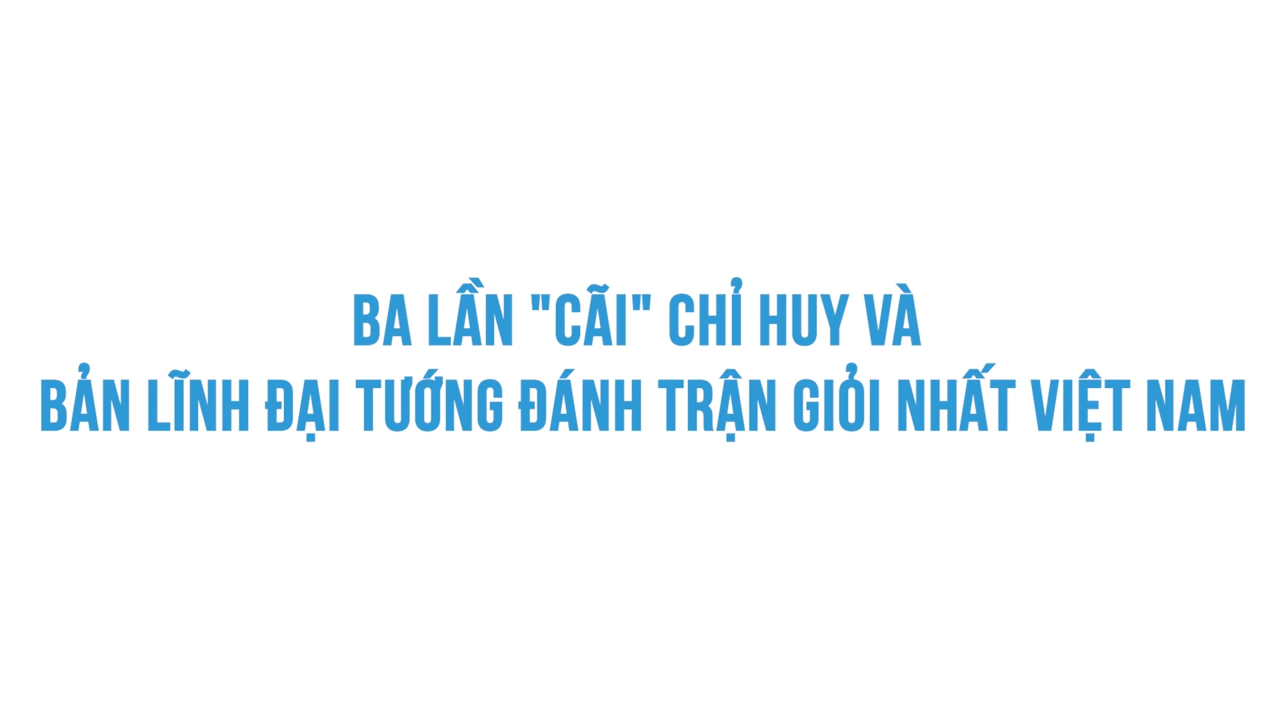 BA LẦN "CÃI" CHỈ HUY VÀ
BẢN LĨNH ĐẠI TƯỚNG ĐÁNH TRẬN GIỎI NHẤT VIỆT NAM